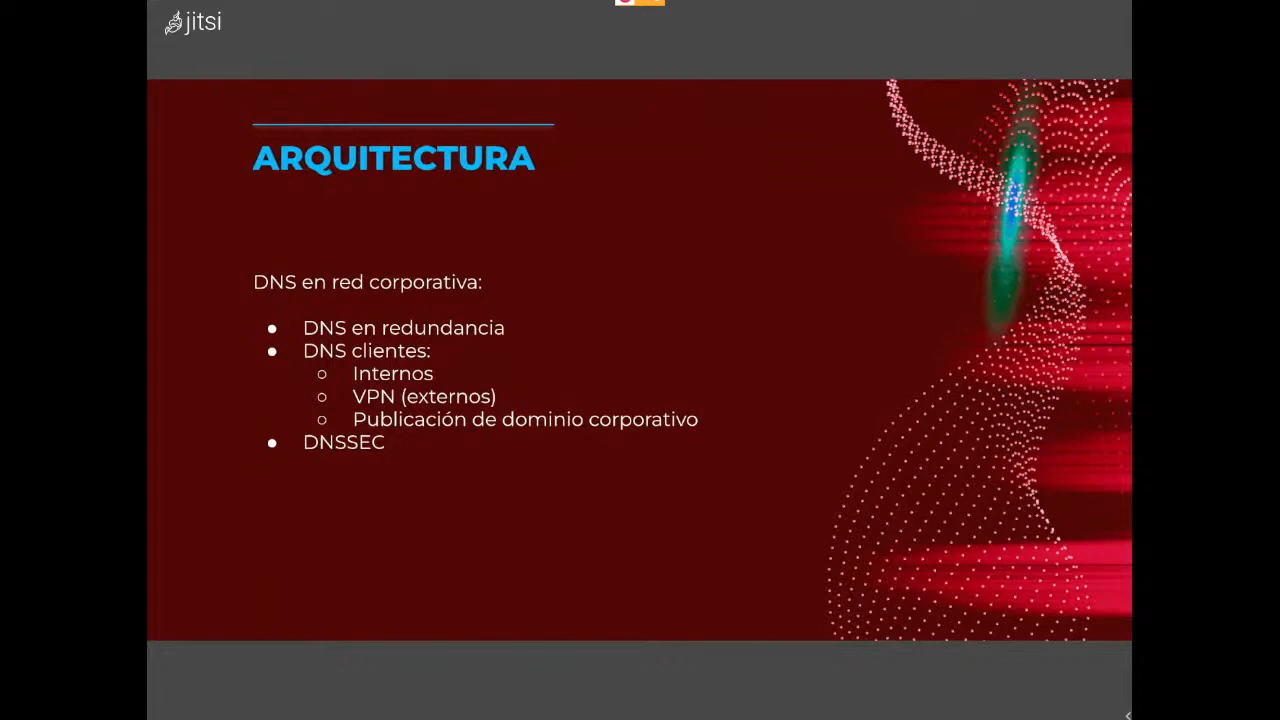 jitsi
ARQUITECTURA
DNS en red corporativa:
● DNS en redundancia
● DNS clientes:
○ Internos
○ VPN (externos)
○ Publicación de dominio corporativo
● DNSSEC